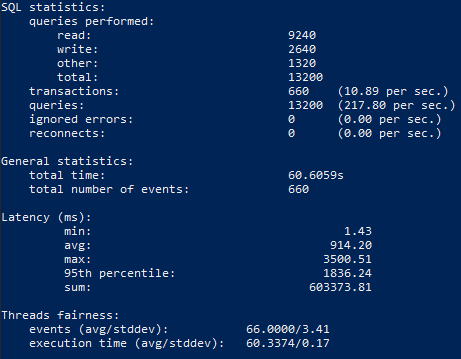 SQL statistics:
queries performed:
read: 9240
write: 2640
other: 1320
total: 13200
transactions: 660 (10.89 per sec.)
queries: 13200 (217.80 per sec.)
ignored errors: 0 (0.00 per sec.)
reconnects: 0 (0.00 per sec.)
General statistics:
total time: 60.6059s
total number of events: 660
Latency (ms):
min: 1.43
avg: 914.20
max: 3500.51
95th percentile: 1836.24
sum: 603373.81
Threads fairness:
events (avg/stddev): 66.0000/3.41
execution time (avg/stddev): 60.3374/0.17